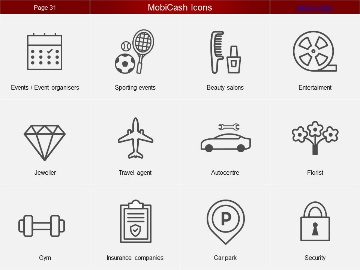 Page 31
MobiCash Icons
Events / Event organisers
Sporting events
Beauty salons
Entertaiment
Jeweller
Travel agent
Autocentre
Florist
P
Gym
Insurance companies
Car park
Security